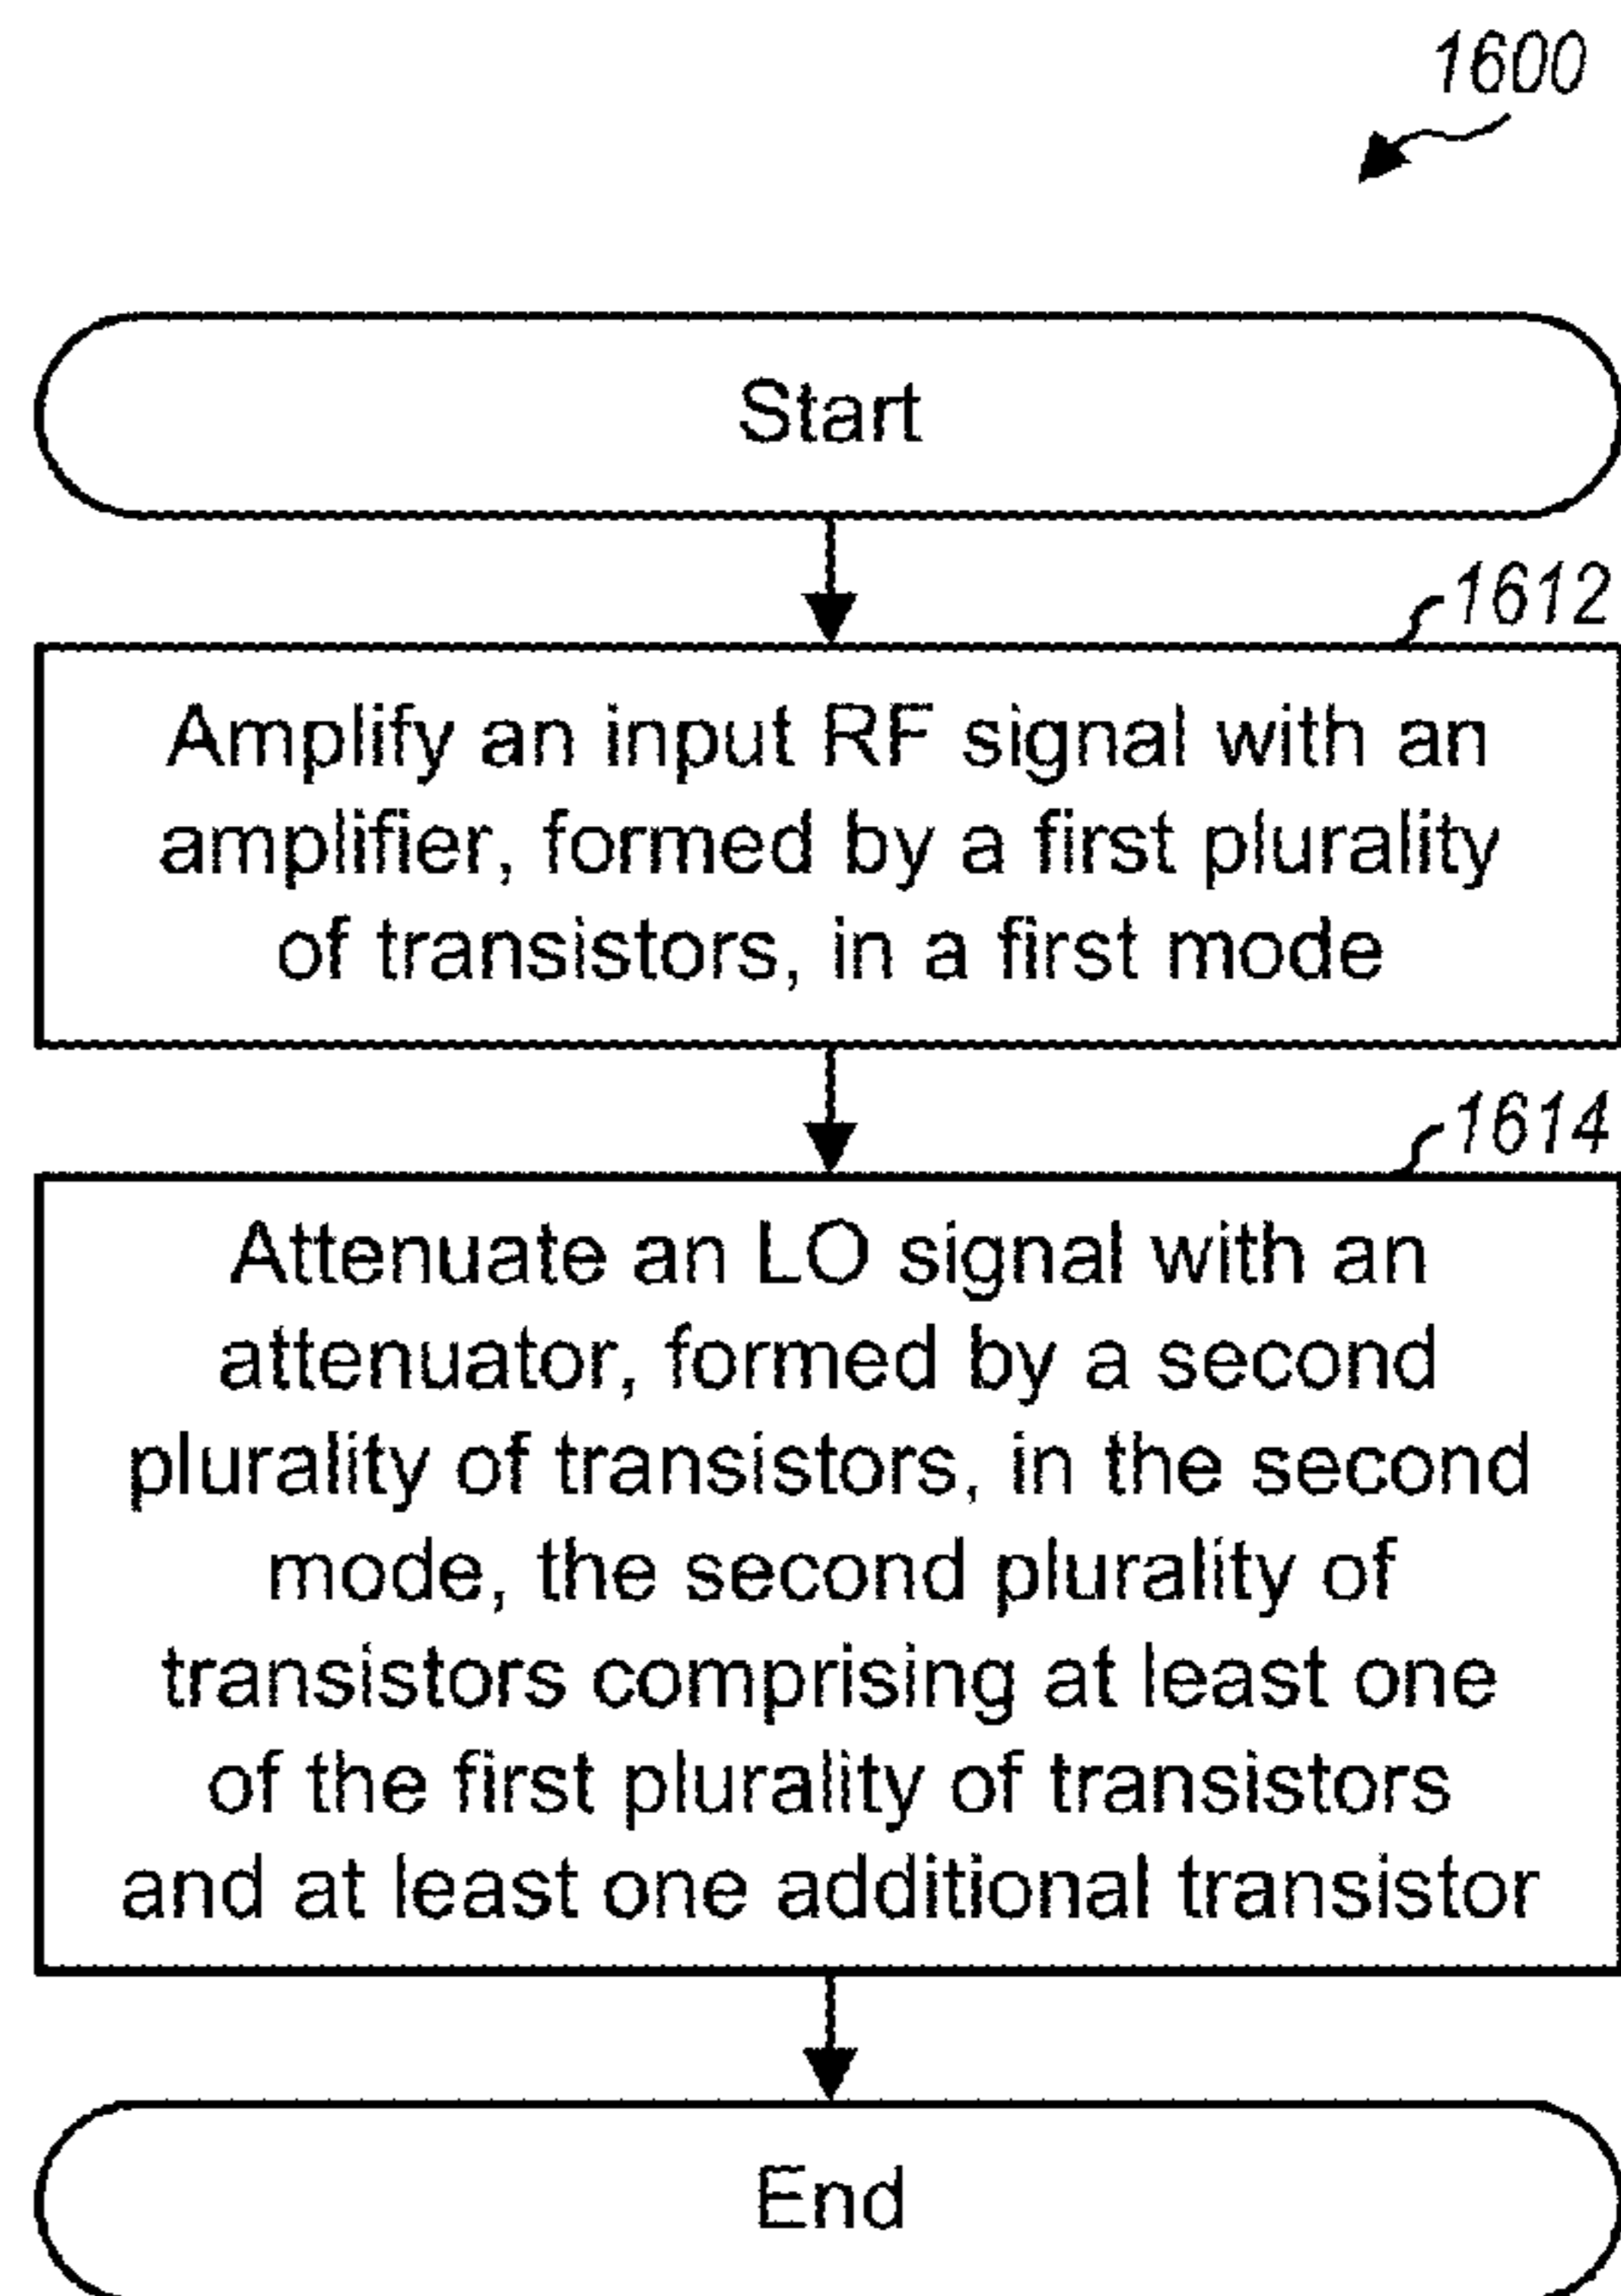 1600
Start
1612
Amplify an input RF signal with an
amplifier, formed by a first plurality
of transistors, in a first mode
1614
Attenuate an LO signal with an
attenuator, formed by a second
plurality of transistors, in the second
mode, the second plurality of
transistors comprising at least one
of the first plurality of transistors
and at least one additional transistor
End